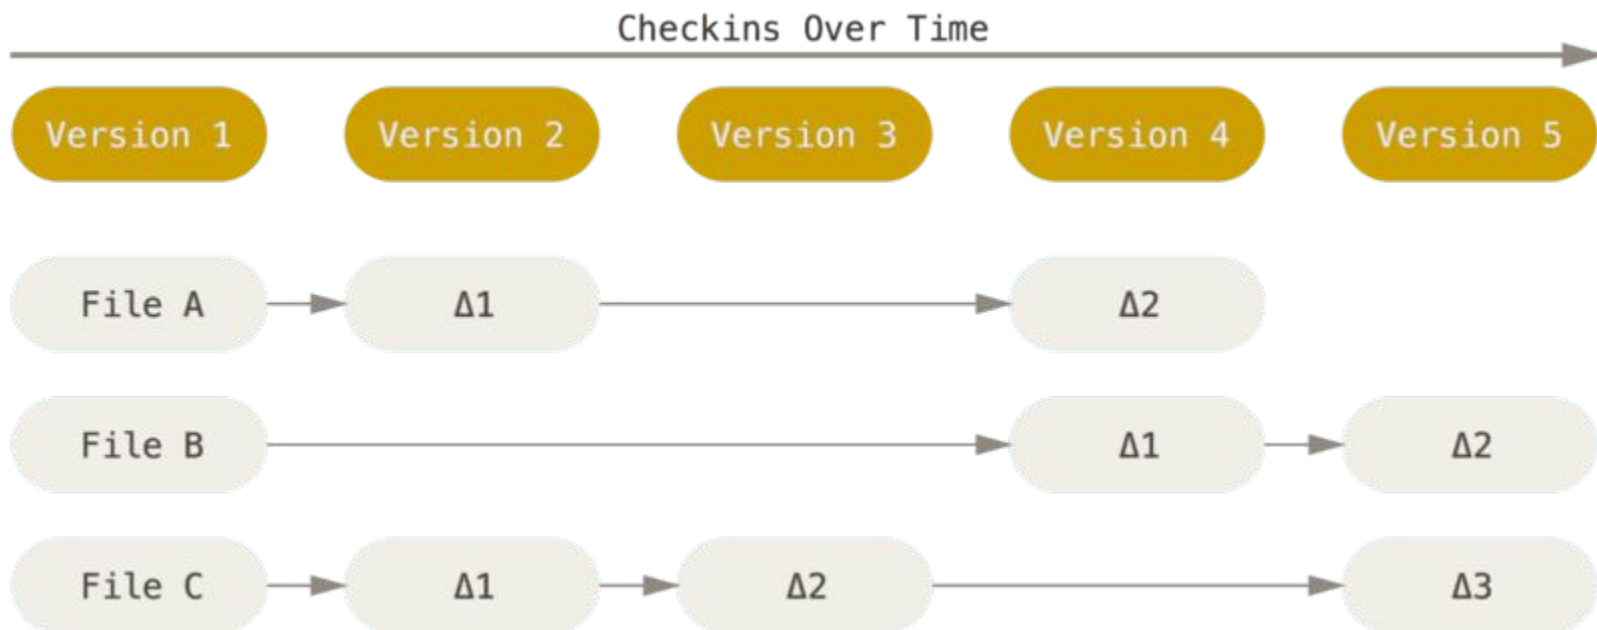 Checkins Over Time
Version 1 Version 2 Version 3 Version 4 Version 5
File A Δ1 Δ2
File B Δ1 Δ2
File C Δ1 Δ2 Δ3